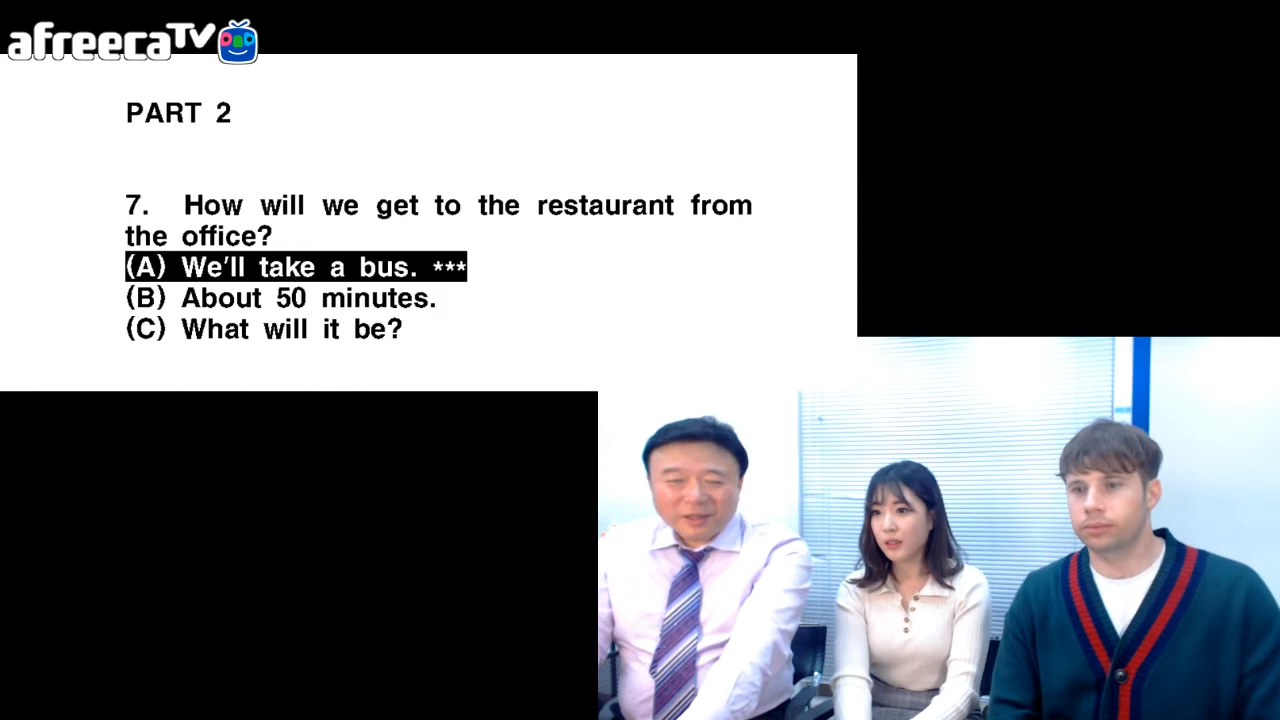 afreecaTV
PART 2
7. How will we get to the restaurant from
the office?
(A) We'll take a bus. ***
(B) About 50 minutes.
(C) What will it be?